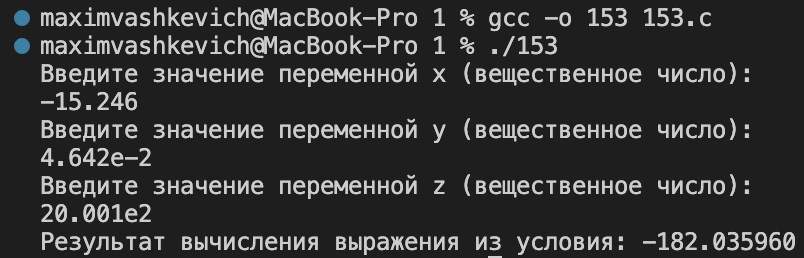 maximvashkevich@MacBook-Pro 1 % gcc -o 153 153.c
maximvashkevich@MacBook-Pro 1 % ./153
Введите значение переменной x (вещественное число):
-15.246
Введите значение переменной y (вещественное число):
4.642e-2
Введите значение переменной z (вещественное число):
20.001e2
Результат вычисления выражения из условия: -182.035960